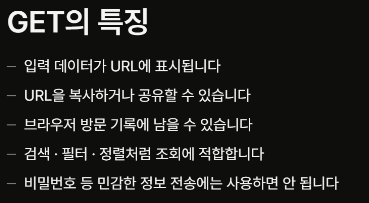 GET의 특징
– 입력 데이터가 URL에 표시됩니다
– URL을 복사하거나 공유할 수 있습니다
– 브라우저 방문 기록에 남을 수 있습니다
– 검색 · 필터 · 정렬처럼 조회에 적합합니다
– 비밀번호 등 민감한 정보 전송에는 사용하면 안 됩니다